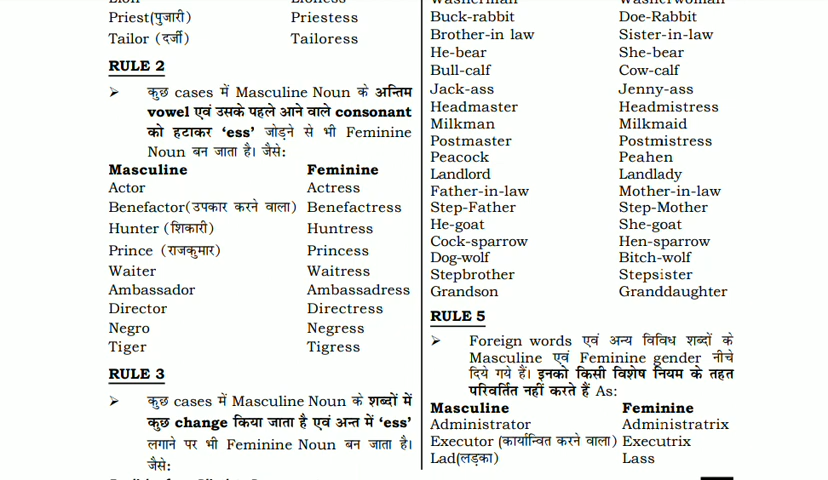 Priest(पुजारी) Priestess
Tailor (दर्जी) Tailoress
RULE 2
➢ कुछ cases में Masculine Noun के अन्तिम
vowel एवं उसके पहले आने वाले consonant
को हटाकर ‘ess’ जोड़ने से भी Feminine
Noun बन जाता है। जैसे:
Masculine Feminine
Actor Actress
Benefactor(उपकार करने वाला) Benefactress
Hunter (शिकारी) Huntress
Prince (राजकुमार) Princess
Waiter Waitress
Ambassador Ambassadress
Director Directress
Negro Negress
Tiger Tigress
RULE 3
➢ कुछ cases में Masculine Noun के शब्दों में
कुछ change किया जाता है एवं अन्त में ‘ess’
लगाने पर भी Feminine Noun बन जाता है।
जैसे:
Washerman Washerwoman
Buck-rabbit Doe-Rabbit
Brother-in law Sister-in-law
He-bear She-bear
Bull-calf Cow-calf
Jack-ass Jenny-ass
Headmaster Headmistress
Milkman Milkmaid
Postmaster Postmistress
Peacock Peahen
Landlord Landlady
Father-in-law Mother-in-law
Step-Father Step-Mother
He-goat She-goat
Cock-sparrow Hen-sparrow
Dog-wolf Bitch-wolf
Stepbrother Stepsister
Grandson Granddaughter
RULE 5
➢ Foreign words एवं अन्य विविध शब्दों के
Masculine एवं Feminine gender नीचे
दिये गये हैं। इनको किसी विशेष नियम के तहत
परिवर्तित नहीं करते हैं As:
Masculine Feminine
Administrator Administratrix
Executor (कार्यान्वित करने वाला) Executrix
Lad(लड़का) Lass